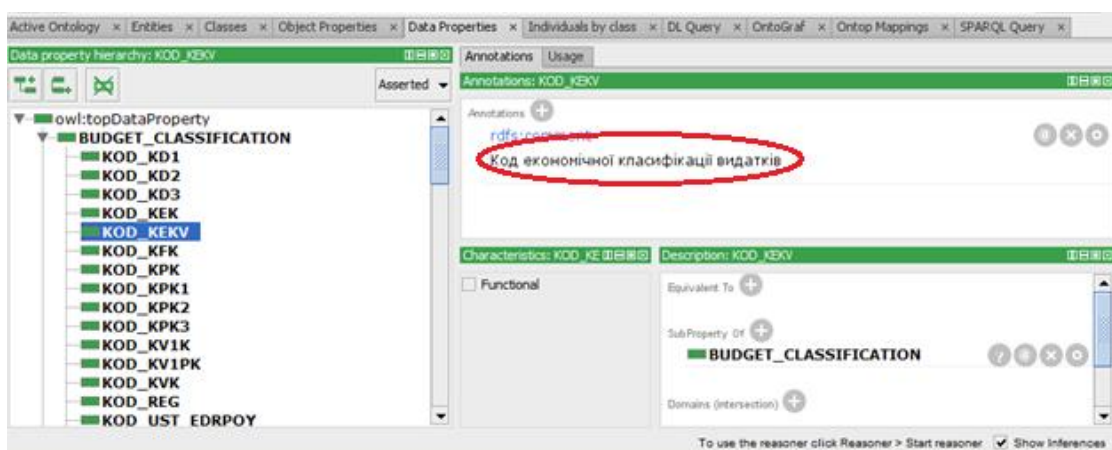 Active Ontology × Entities × Classes × Object Properties × Data Properties × Individuals by class × DL Query × OntoGraf × Ontop Mappings × SPARQL Query ×
Data property hierarchy: KOD_KEKV
Asserted
owl:topDataProperty
BUDGET_CLASSIFICATION
KOD_KD1
KOD_KD2
KOD_KD3
KOD_KEK
KOD_KEKV
KOD_KFK
KOD_KPK
KOD_KPK1
KOD_KPK2
KOD_KPK3
KOD_KV1K
KOD_KV1PK
KOD_KVK
KOD_REG
KOD_UST_EDRPOY
Annotations Usage
Annotations: KOD_KEKV
Annotations
rdfs:comment
Код економічної класифікації видатків
Characteristics: KOD_KE
Functional
Description: KOD_KEKV
Equivalent To
SubProperty Of
BUDGET_CLASSIFICATION
Domains (intersection)
To use the reasoner click Reasoner > Start reasoner Show Inferences